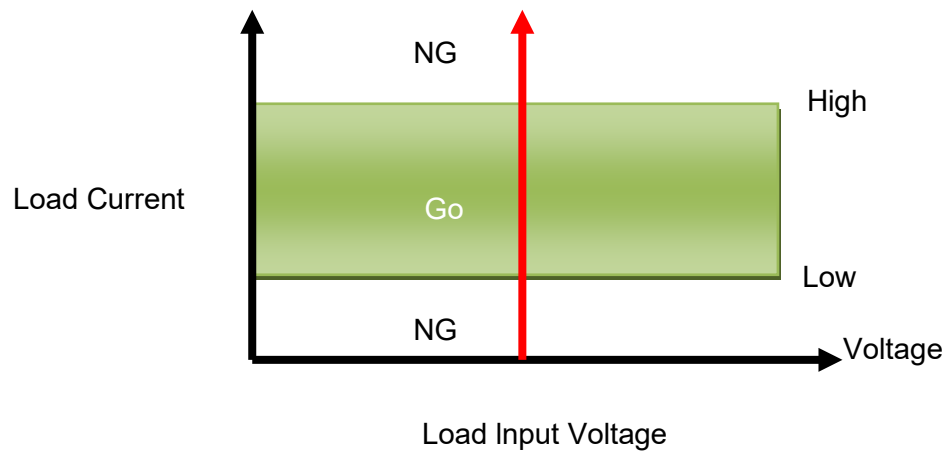 NG
High
Load Current
Go
Low
NG
Voltage
Load Input Voltage